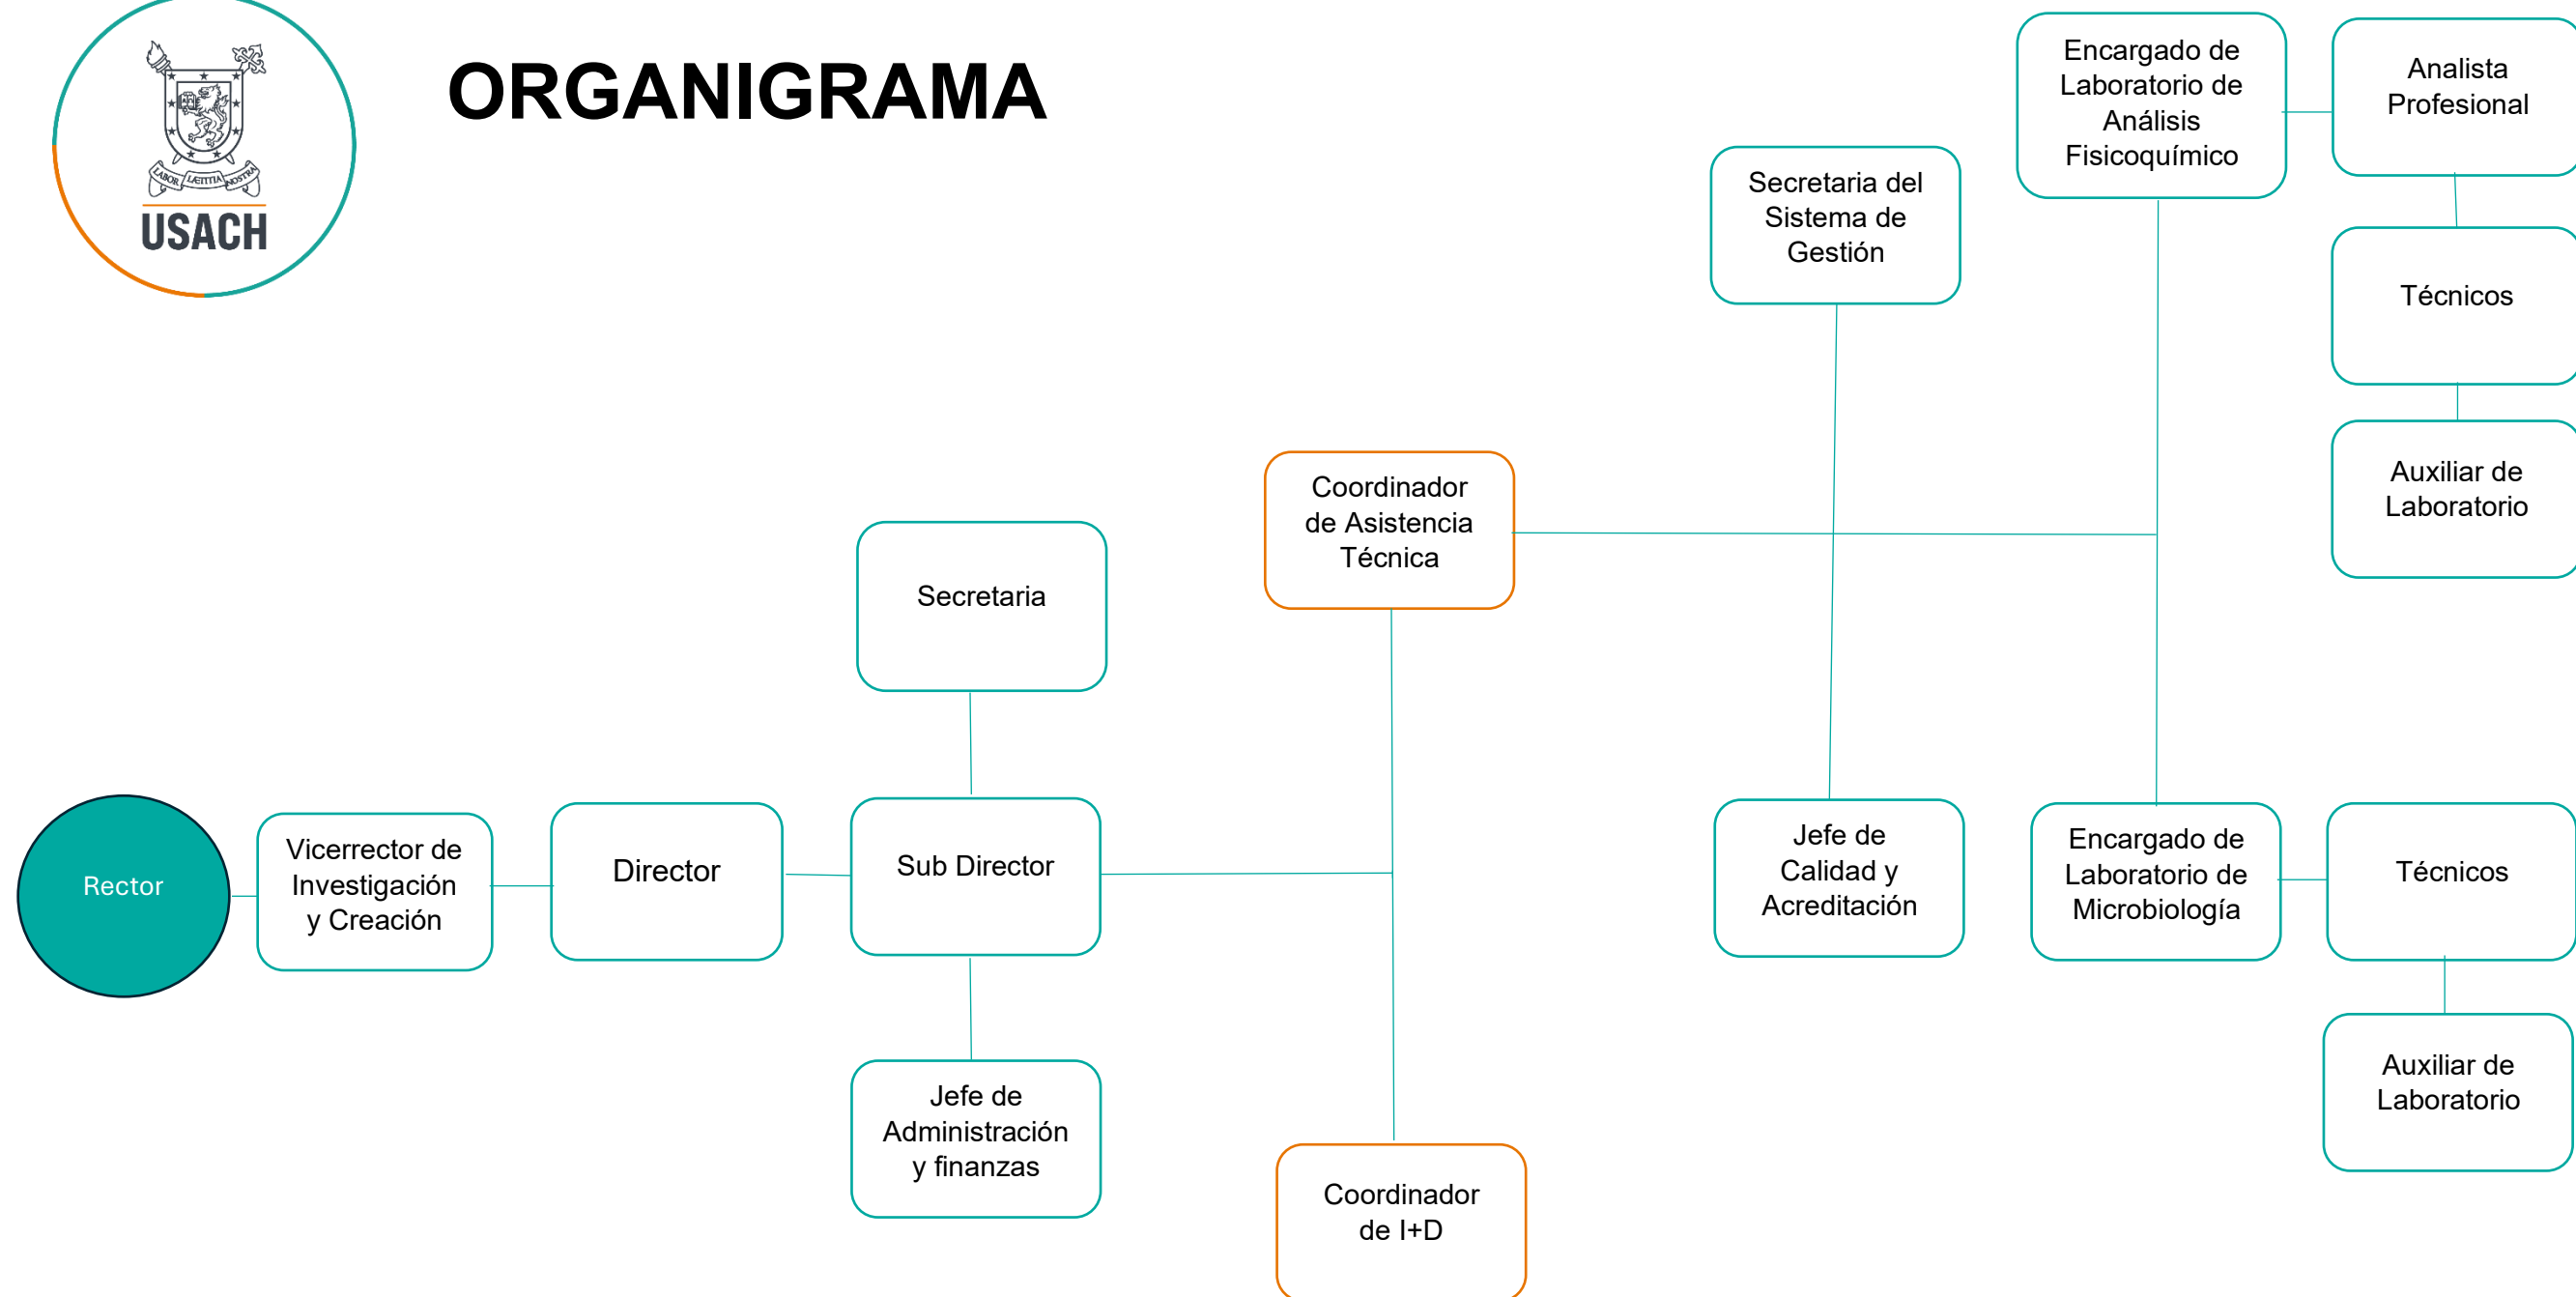 LABOR LÆTITIA NOSTRA
USACH
ORGANIGRAMA
Rector
Vicerrector de
Investigación
y Creación
Director
Secretaria
Sub Director
Jefe de
Administración
y finanzas
Coordinador
de Asistencia
Técnica
Coordinador
de I+D
Secretaria del
Sistema de
Gestión
Jefe de
Calidad y
Acreditación
Encargado de
Laboratorio de
Análisis
Fisicoquímico
Analista
Profesional
Técnicos
Auxiliar de
Laboratorio
Encargado de
Laboratorio de
Microbiología
Técnicos
Auxiliar de
Laboratorio